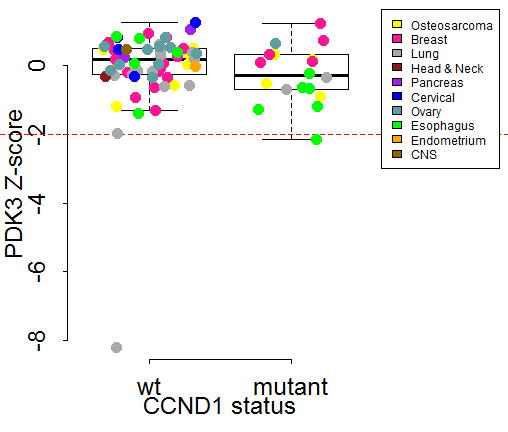 Osteosarcoma
Breast
Lung
Head & Neck
Pancreas
Cervical
Ovary
Esophagus
Endometrium
CNS
PDK3 Z-score
0
-2
-4
-6
-8
wt mutant
CCND1 status